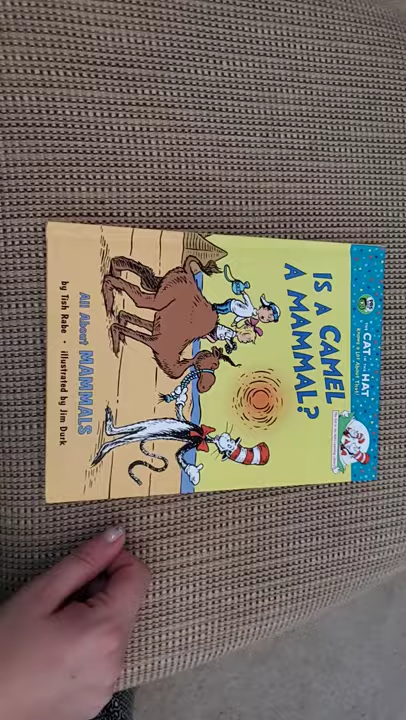 THE CAT IN THE HAT
Knows a Lot About That!
IS A CAMEL
A MAMMAL?
All About MAMMALS
by Tish Rabe • illustrated by Jim Durk